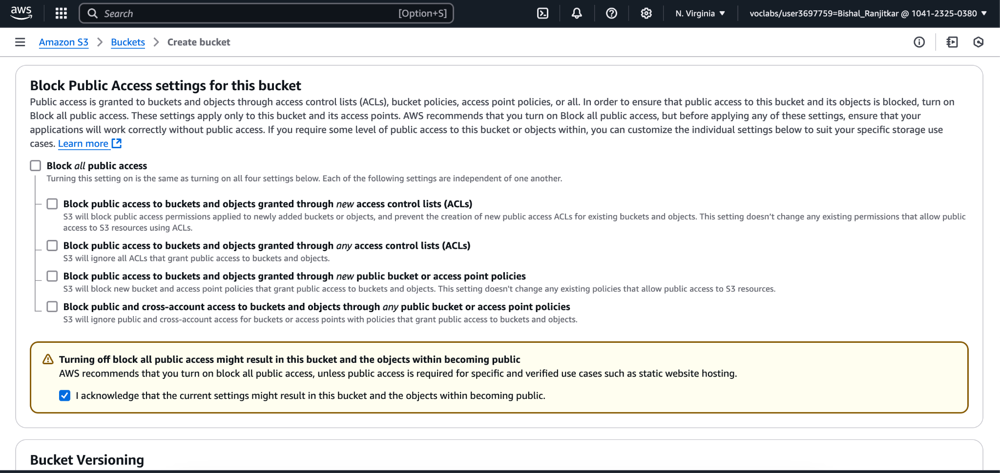 aws
Search [Option+S]
N. Virginia
voclabs/user3697759=Bishal_Ranjitkar @ 1041-2325-0380
Amazon S3 > Buckets > Create bucket
Block Public Access settings for this bucket
Public access is granted to buckets and objects through access control lists (ACLs), bucket policies, access point policies, or all. In order to ensure that public access to this bucket and its objects is blocked, turn on
Block all public access. These settings apply only to this bucket and its access points. AWS recommends that you turn on Block all public access, but before applying any of these settings, ensure that your
applications will work correctly without public access. If you require some level of public access to this bucket or objects within, you can customize the individual settings below to suit your specific storage use
cases. Learn more
Block all public access
Turning this setting on is the same as turning on all four settings below. Each of the following settings are independent of one another.
Block public access to buckets and objects granted through new access control lists (ACLs)
S3 will block public access permissions applied to newly added buckets or objects, and prevent the creation of new public access ACLs for existing buckets and objects. This setting doesn’t change any existing permissions that allow public
access to S3 resources using ACLs.
Block public access to buckets and objects granted through any access control lists (ACLs)
S3 will ignore all ACLs that grant public access to buckets and objects.
Block public access to buckets and objects granted through new public bucket or access point policies
S3 will block new bucket and access point policies that grant public access to buckets and objects. This setting doesn't change any existing policies that allow public access to S3 resources.
Block public and cross-account access to buckets and objects through any public bucket or access point policies
S3 will ignore public and cross-account access for buckets or access points with policies that grant public access to buckets and objects.
Turning off block all public access might result in this bucket and the objects within becoming public
AWS recommends that you turn on block all public access, unless public access is required for specific and verified use cases such as static website hosting.
I acknowledge that the current settings might result in this bucket and the objects within becoming public.
Bucket Versioning